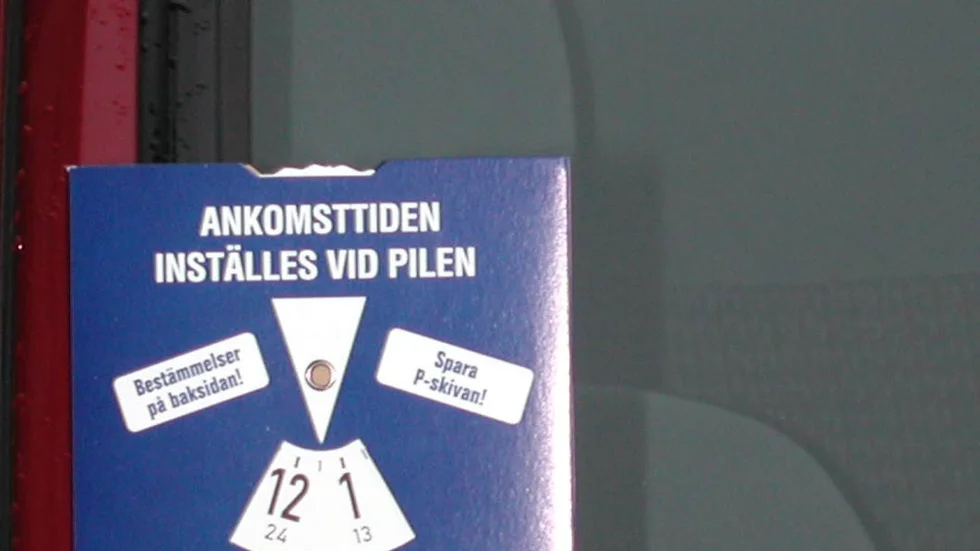 ANKOMSTTIDEN
INSTÄLLES VID PILEN
Bestämmelser
på baksidan!
Spara
P-skivan!
12 1
24 13